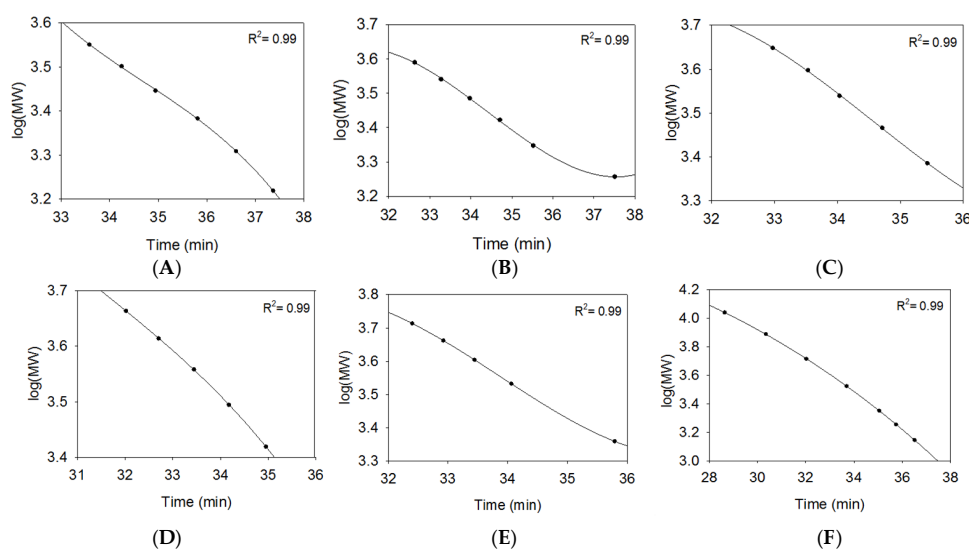 3.6
3.5
3.4
3.3
3.2
log(MW)
R²= 0.99
33 34 35 36 37 38
Time (min)
(A)
3.7
3.6
3.5
3.4
3.3
3.2
log(MW)
R²= 0.99
32 33 34 35 36 37 38
Time (min)
(B)
3.7
3.6
3.5
3.4
3.3
log(MW)
R²= 0.99
32 33 34 35 36
Time (min)
(C)
3.7
3.6
3.5
3.4
log(MW)
R²= 0.99
31 32 33 34 35 36
Time (min)
(D)
3.8
3.7
3.6
3.5
3.4
3.3
log(MW)
R²= 0.99
32 33 34 35 36
Time (min)
(E)
4.2
4.0
3.8
3.6
3.4
3.2
3.0
log(MW)
R²= 0.99
28 30 32 34 36 38
Time (min)
(F)